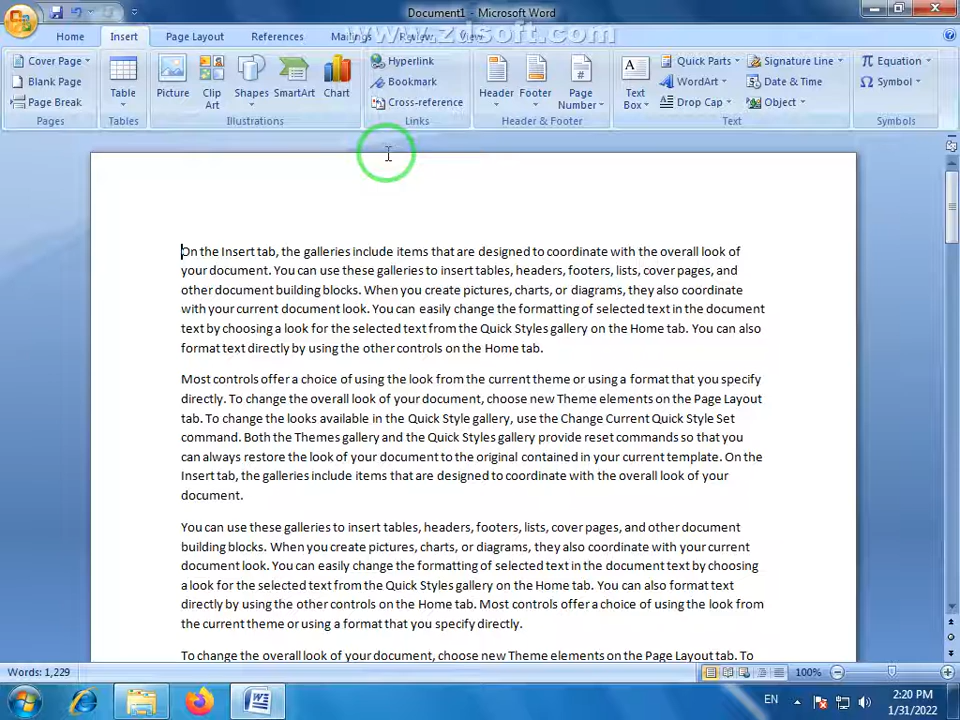 Document1 - Microsoft Word
www.zdsoft.com
Home Insert Page Layout References Mailings Review View
Cover Page
Blank Page
Page Break
Pages
Table
Tables
Picture
Clip Art
Shapes
SmartArt
Chart
Illustrations
Hyperlink
Bookmark
Cross-reference
Links
Header
Footer
Page Number
Header & Footer
Text Box
Quick Parts
WordArt
Drop Cap
Signature Line
Date & Time
Object
Text
Equation
Symbol
Symbols
On the Insert tab, the galleries include items that are designed to coordinate with the overall look of
your document. You can use these galleries to insert tables, headers, footers, lists, cover pages, and
other document building blocks. When you create pictures, charts, or diagrams, they also coordinate
with your current document look. You can easily change the formatting of selected text in the document
text by choosing a look for the selected text from the Quick Styles gallery on the Home tab. You can also
format text directly by using the other controls on the Home tab.
Most controls offer a choice of using the look from the current theme or using a format that you specify
directly. To change the overall look of your document, choose new Theme elements on the Page Layout
tab. To change the looks available in the Quick Style gallery, use the Change Current Quick Style Set
command. Both the Themes gallery and the Quick Styles gallery provide reset commands so that you
can always restore the look of your document to the original contained in your current template. On the
Insert tab, the galleries include items that are designed to coordinate with the overall look of your
document.
You can use these galleries to insert tables, headers, footers, lists, cover pages, and other document
building blocks. When you create pictures, charts, or diagrams, they also coordinate with your current
document look. You can easily change the formatting of selected text in the document text by choosing
a look for the selected text from the Quick Styles gallery on the Home tab. You can also format text
directly by using the other controls on the Home tab. Most controls offer a choice of using the look from
the current theme or using a format that you specify directly.
To change the overall look of your document, choose new Theme elements on the Page Layout tab. To
Words: 1,229
100%
EN
2:20 PM
1/31/2022